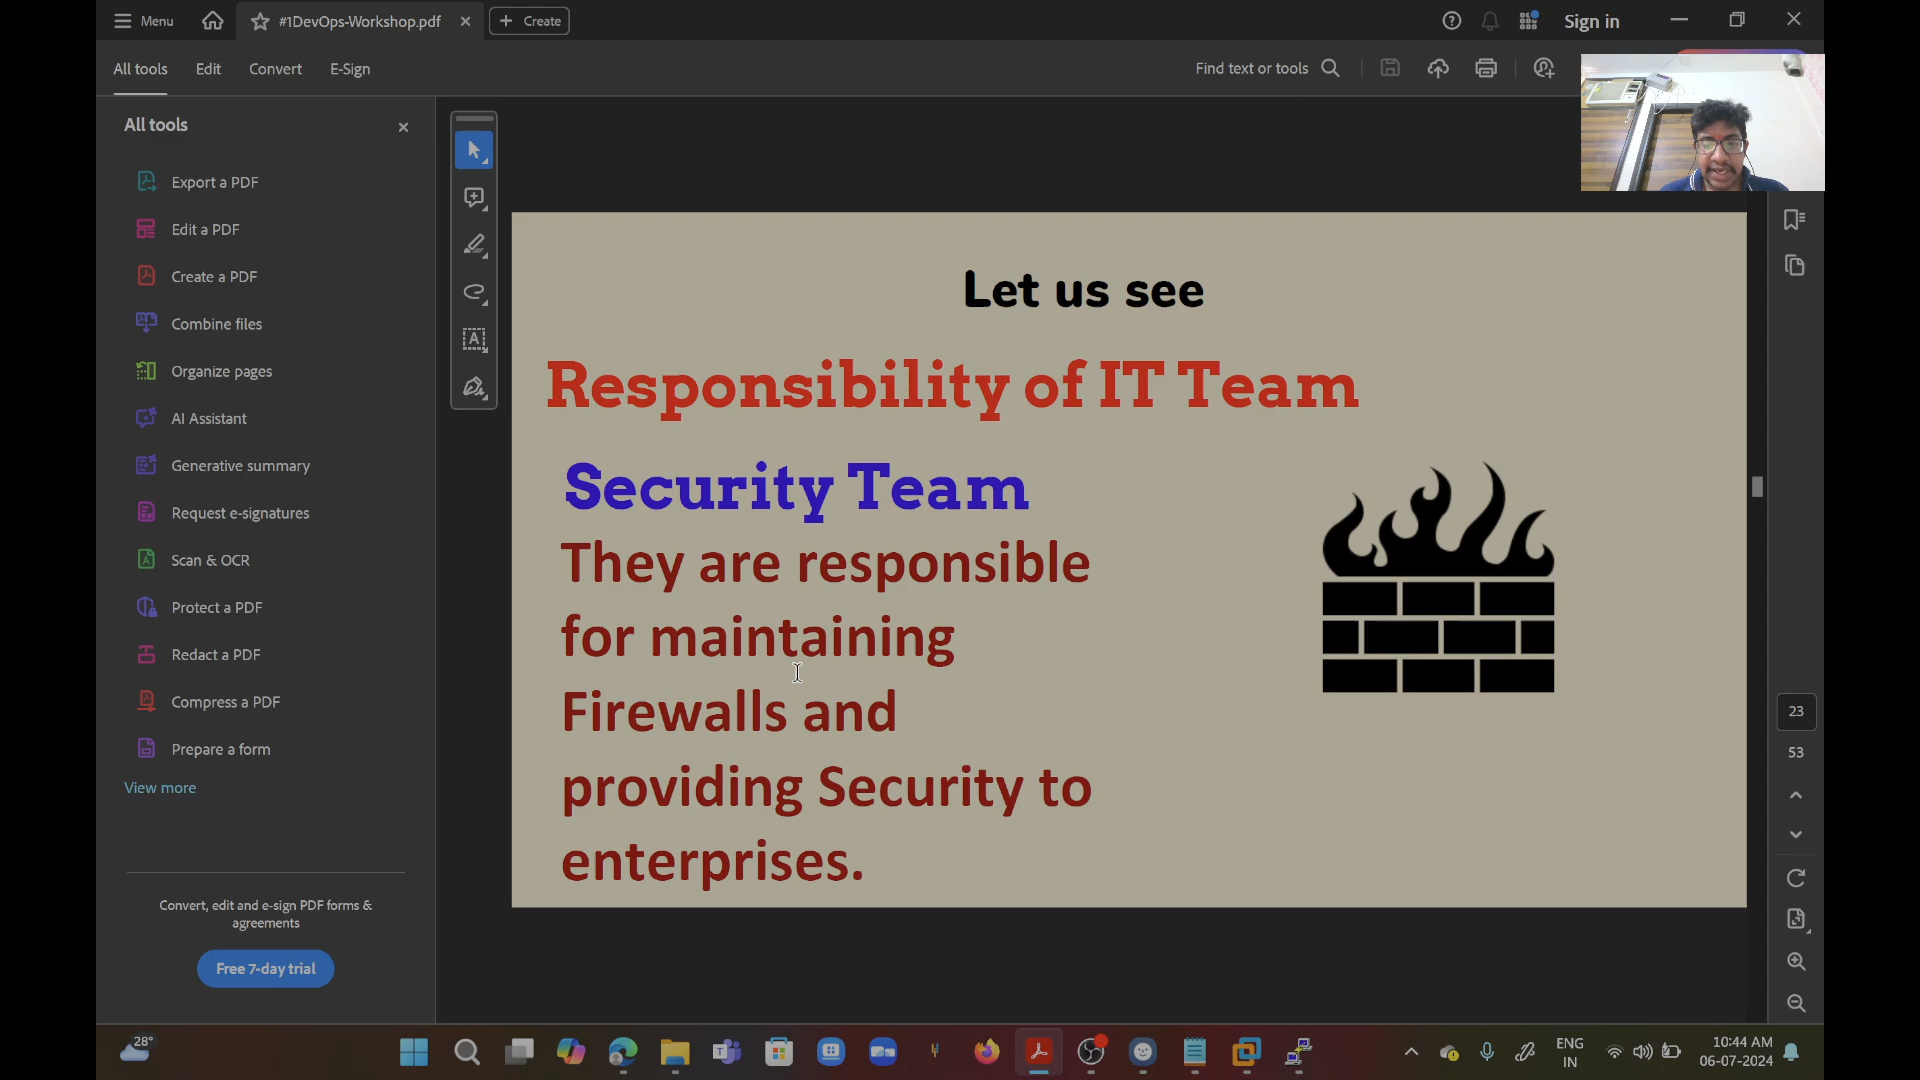 Menu
#1DevOps-Workshop.pdf
Create
Sign in
All tools
Edit
Convert
E-Sign
Find text or tools
All tools
Export a PDF
Edit a PDF
Create a PDF
Combine files
Organize pages
AI Assistant
Generative summary
Request e-signatures
Scan & OCR
Protect a PDF
Redact a PDF
Compress a PDF
Prepare a form
View more
Convert, edit and e-sign PDF forms &
agreements
Free 7-day trial
Let us see
Responsibility of IT Team
Security Team
They are responsible
for maintaining
Firewalls and
providing Security to
enterprises.
23
53
28°
ENG
IN
10:44 AM
06-07-2024